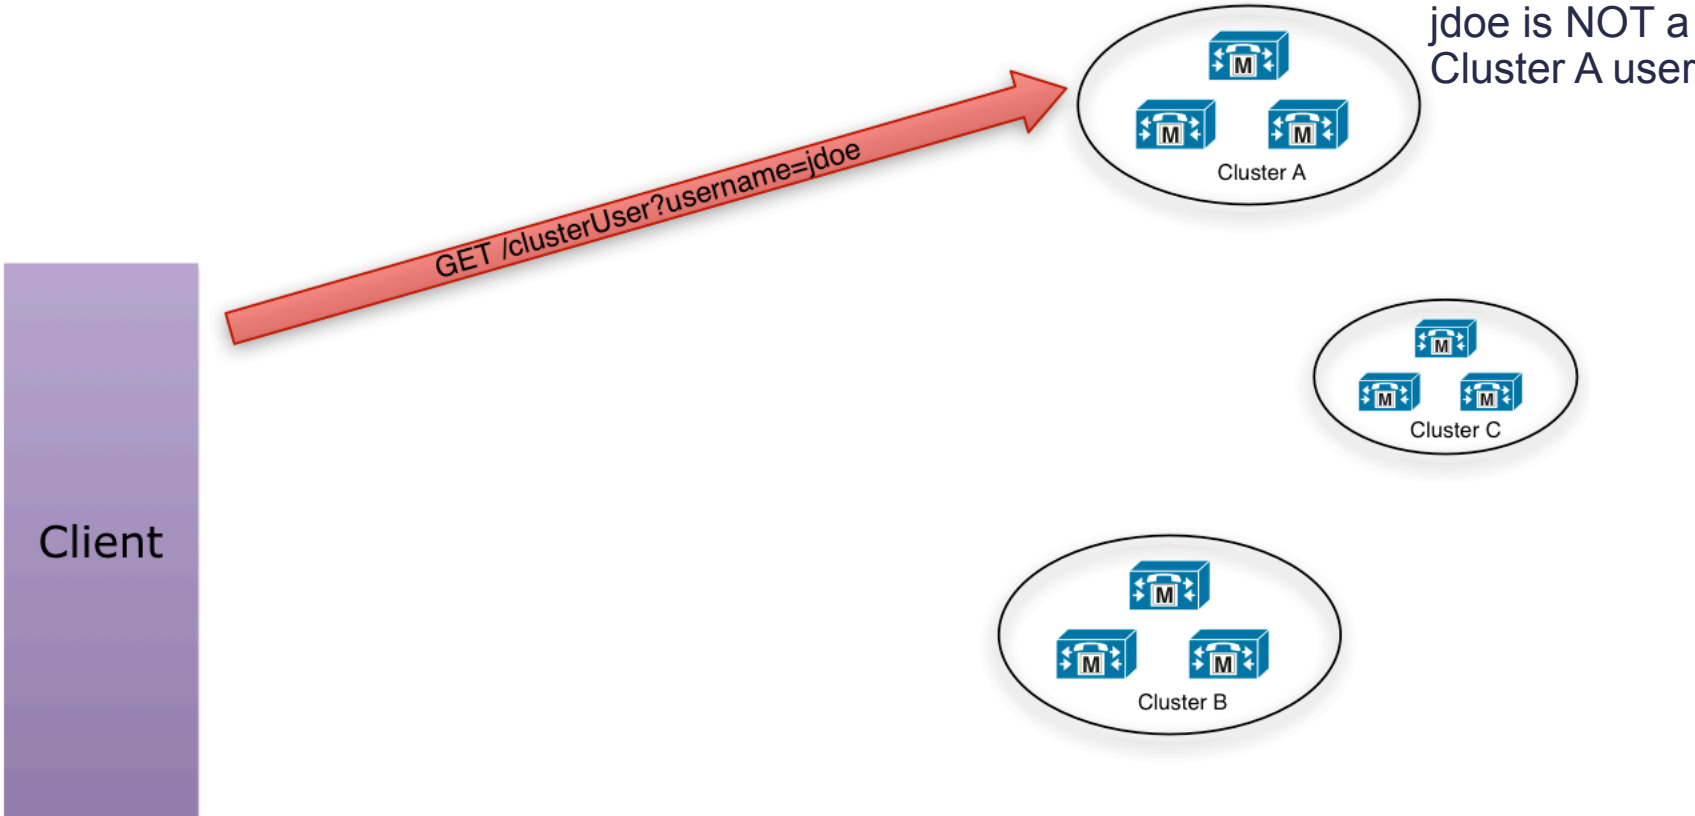 jdoe is NOT a
Cluster A user
M
M
M
Cluster A
GET /clusterUser?username=jdoe
M
M
M
Cluster C
Client
M
M
M
Cluster B